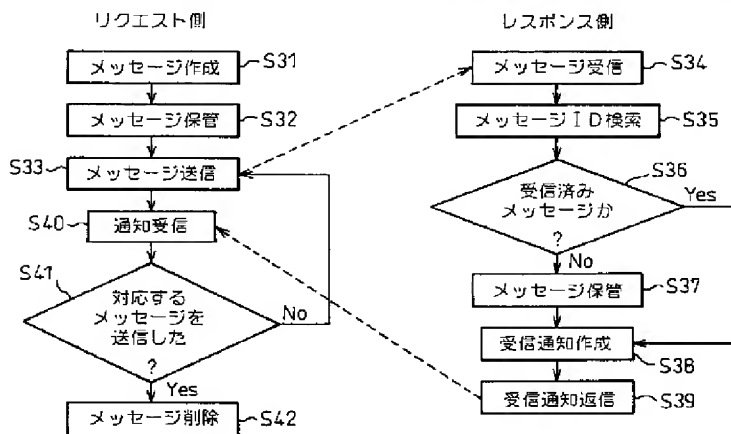 リクエスト側
メッセージ作成
S31
メッセージ保管
S32
S33
メッセージ送信
S40
通知受信
S41
対応する
メッセージを
送信した
?
No
Yes
メッセージ削除
S42
レスポンス側
メッセージ受信
S34
メッセージID検索
S35
S36
受信済み
メッセージか
?
Yes
No
メッセージ保管
S37
受信通知作成
S38
受信通知返信
S39